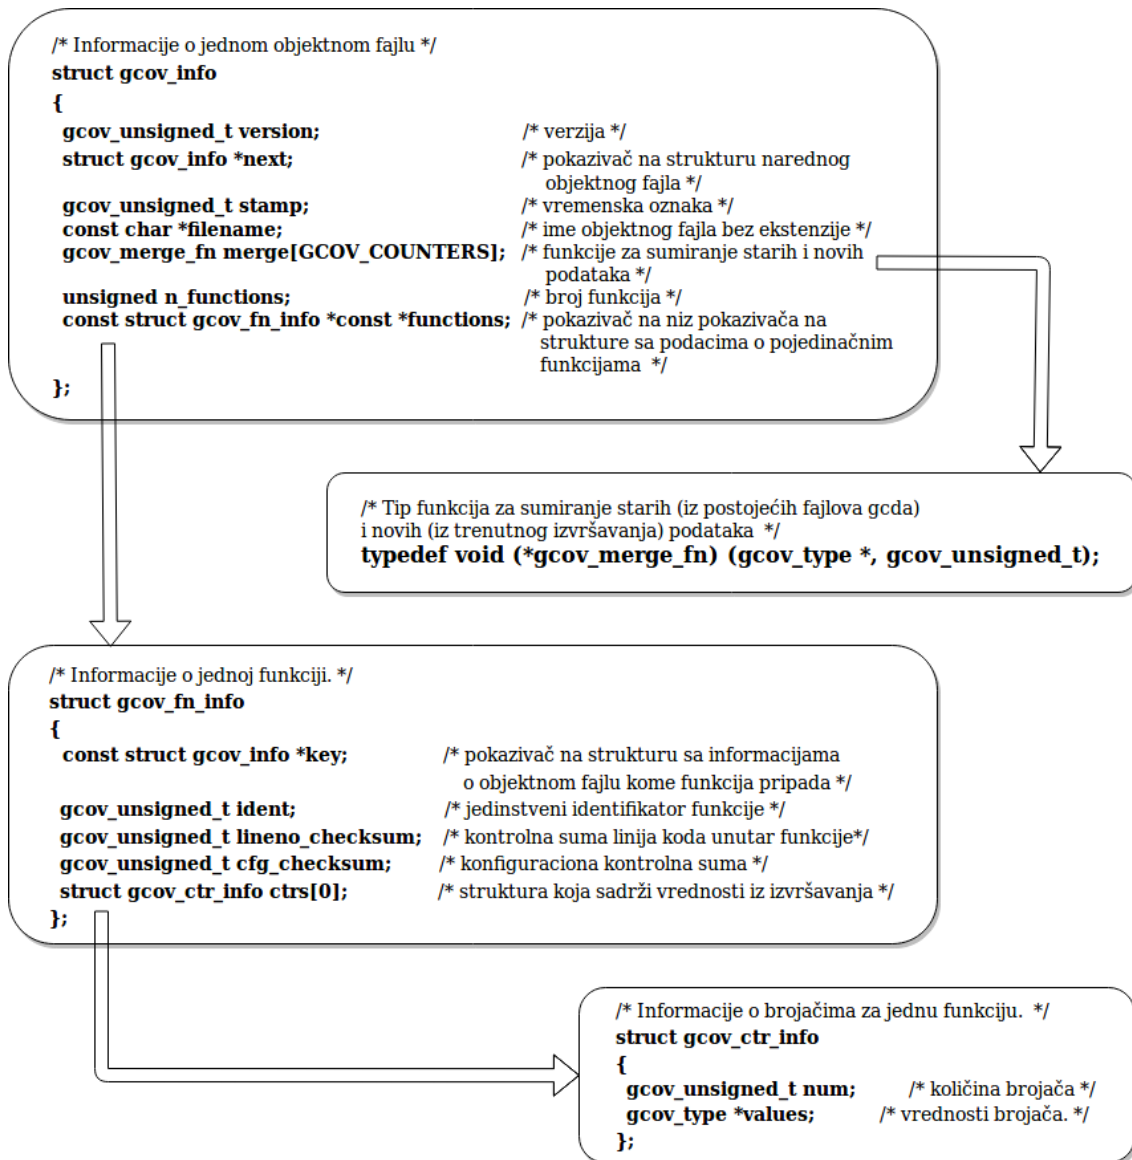 /* Informacije o jednom objektnom fajlu */
struct gcov_info
{
gcov_unsigned_t version; /* verzija */
struct gcov_info *next; /* pokazivač na strukturu narednog
objektnog fajla */
gcov_unsigned_t stamp; /* vremenska oznaka */
const char *filename; /* ime objektnog fajla bez ekstenzije */
gcov_merge_fn merge[GCOV_COUNTERS]; /* funkcije za sumiranje starih i novih
podataka */
unsigned n_functions; /* broj funkcija */
const struct gcov_fn_info *const *functions; /* pokazivač na niz pokazivača na
strukture sa podacima o pojedinačnim
funkcijama */
};
/* Tip funkcija za sumiranje starih (iz postojećih fajlova gcda)
i novih (iz trenutnog izvršavanja) podataka */
typedef void (*gcov_merge_fn) (gcov_type *, gcov_unsigned_t);
/* Informacije o jednoj funkciji. */
struct gcov_fn_info
{
const struct gcov_info *key; /* pokazivač na strukturu sa informacijama
o objektnom fajlu kome funkcija pripada */
gcov_unsigned_t ident; /* jedinstveni identifikator funkcije */
gcov_unsigned_t lineno_checksum; /* kontrolna suma linija koda unutar funkcije*/
gcov_unsigned_t cfg_checksum; /* konfiguraciona kontrolna suma */
struct gcov_ctr_info ctrs[0]; /* struktura koja sadrži vrednosti iz izvršavanja */
};
/* Informacije o brojačima za jednu funkciju. */
struct gcov_ctr_info
{
gcov_unsigned_t num; /* količina brojača */
gcov_type *values; /* vrednosti brojača. */
};